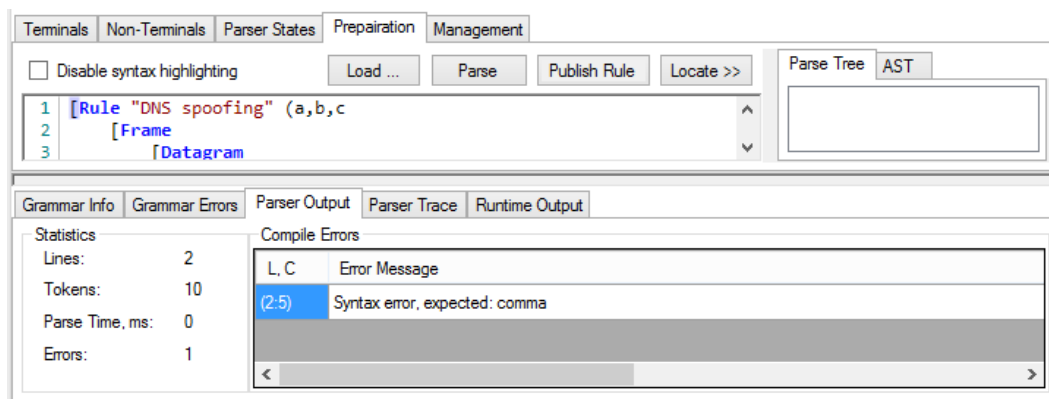 Terminals Non-Terminals Parser States Prepairation Management
Disable syntax highlighting Load ... Parse Publish Rule Locate >> Parse Tree AST
1 [Rule "DNS spoofing" (a,b,c
2 [Frame
3 [Datagram
Grammar Info Grammar Errors Parser Output Parser Trace Runtime Output
Statistics Compile Errors
Lines: 2 L, C Error Message
Tokens: 10 (2:5) Syntax error, expected: comma
Parse Time, ms: 0
Errors: 1